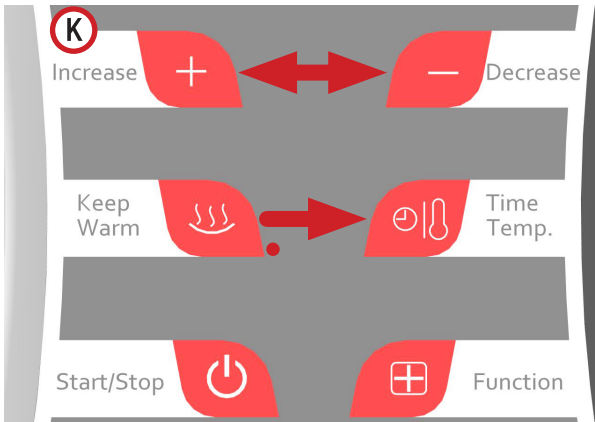 K
Increase + − Decrease
Keep
Warm
Time
Temp.
Start/Stop
Function